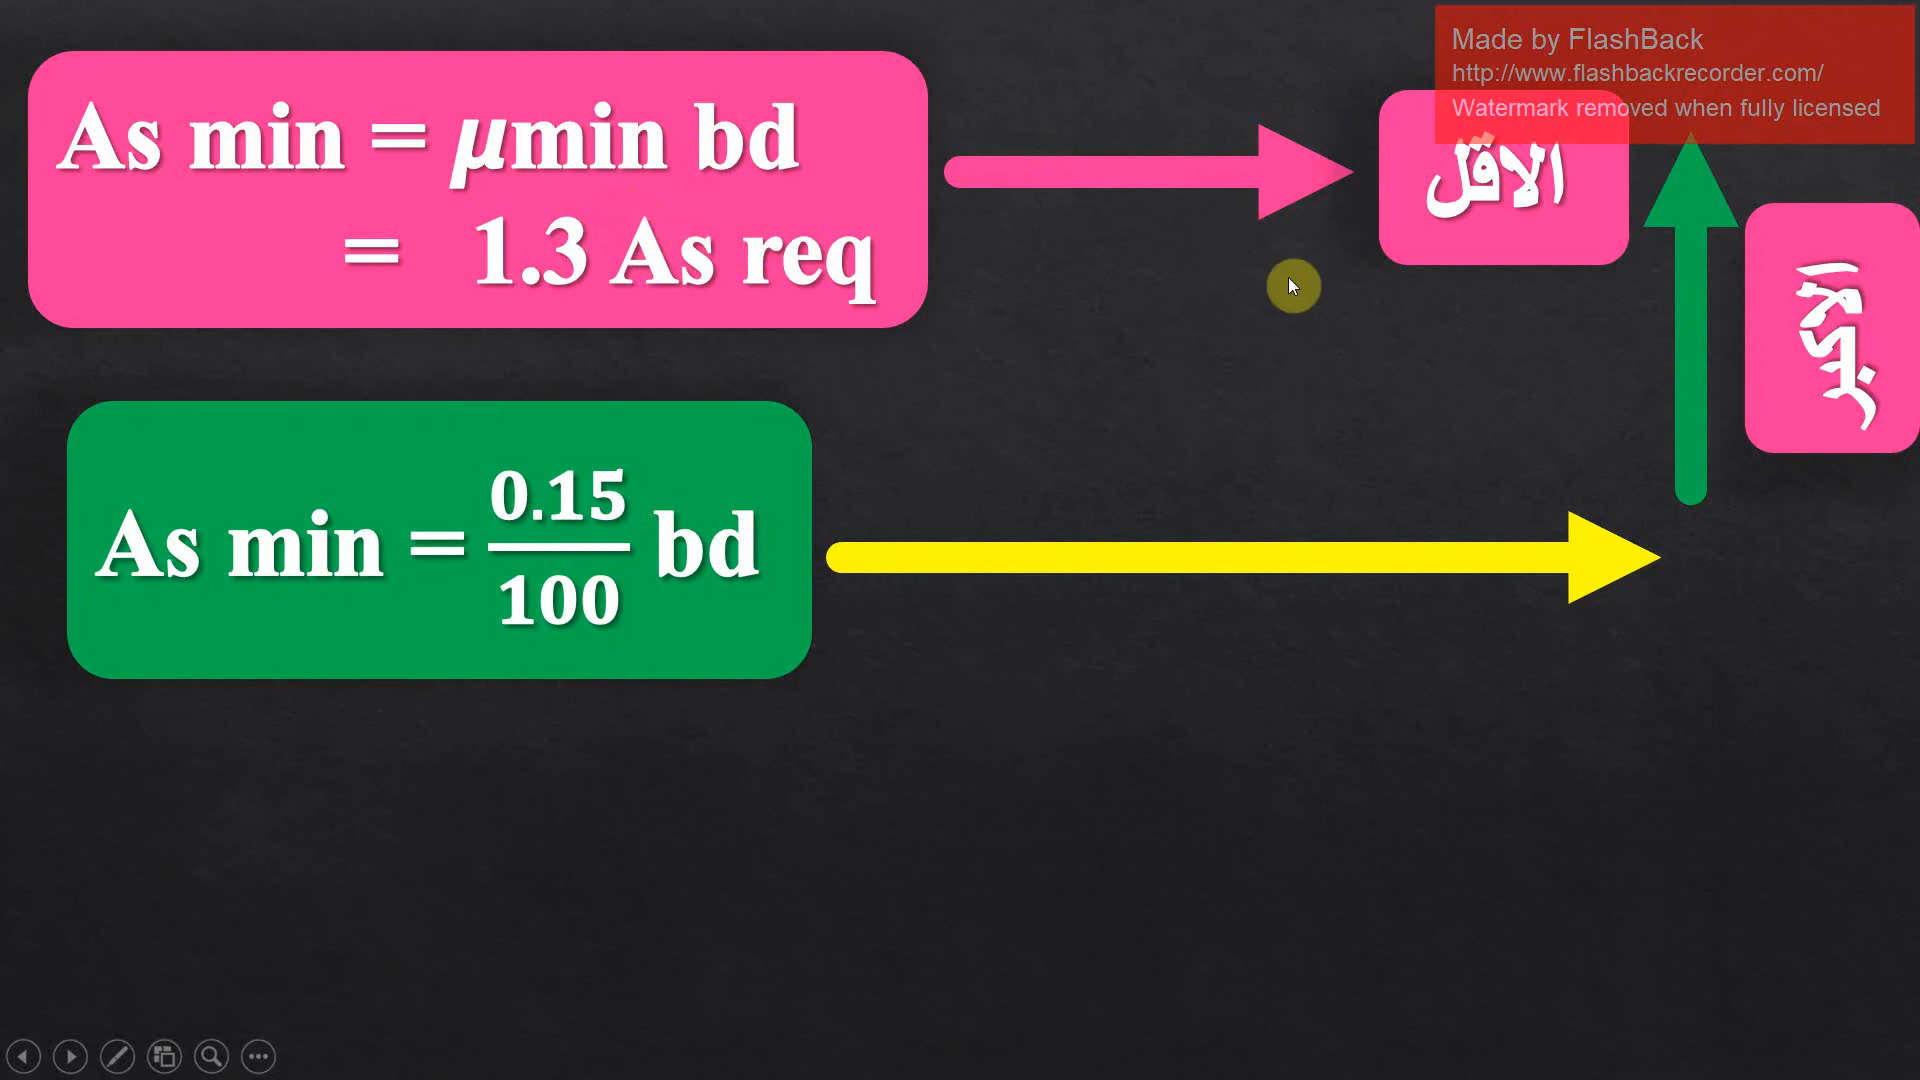 Made by FlashBack
http://www.flashbackrecorder.com/
Watermark removed when fully licensed
As min = μmin bd
= 1.3 As req
الاقل
الأكبر
As min = 0.15/100 bd